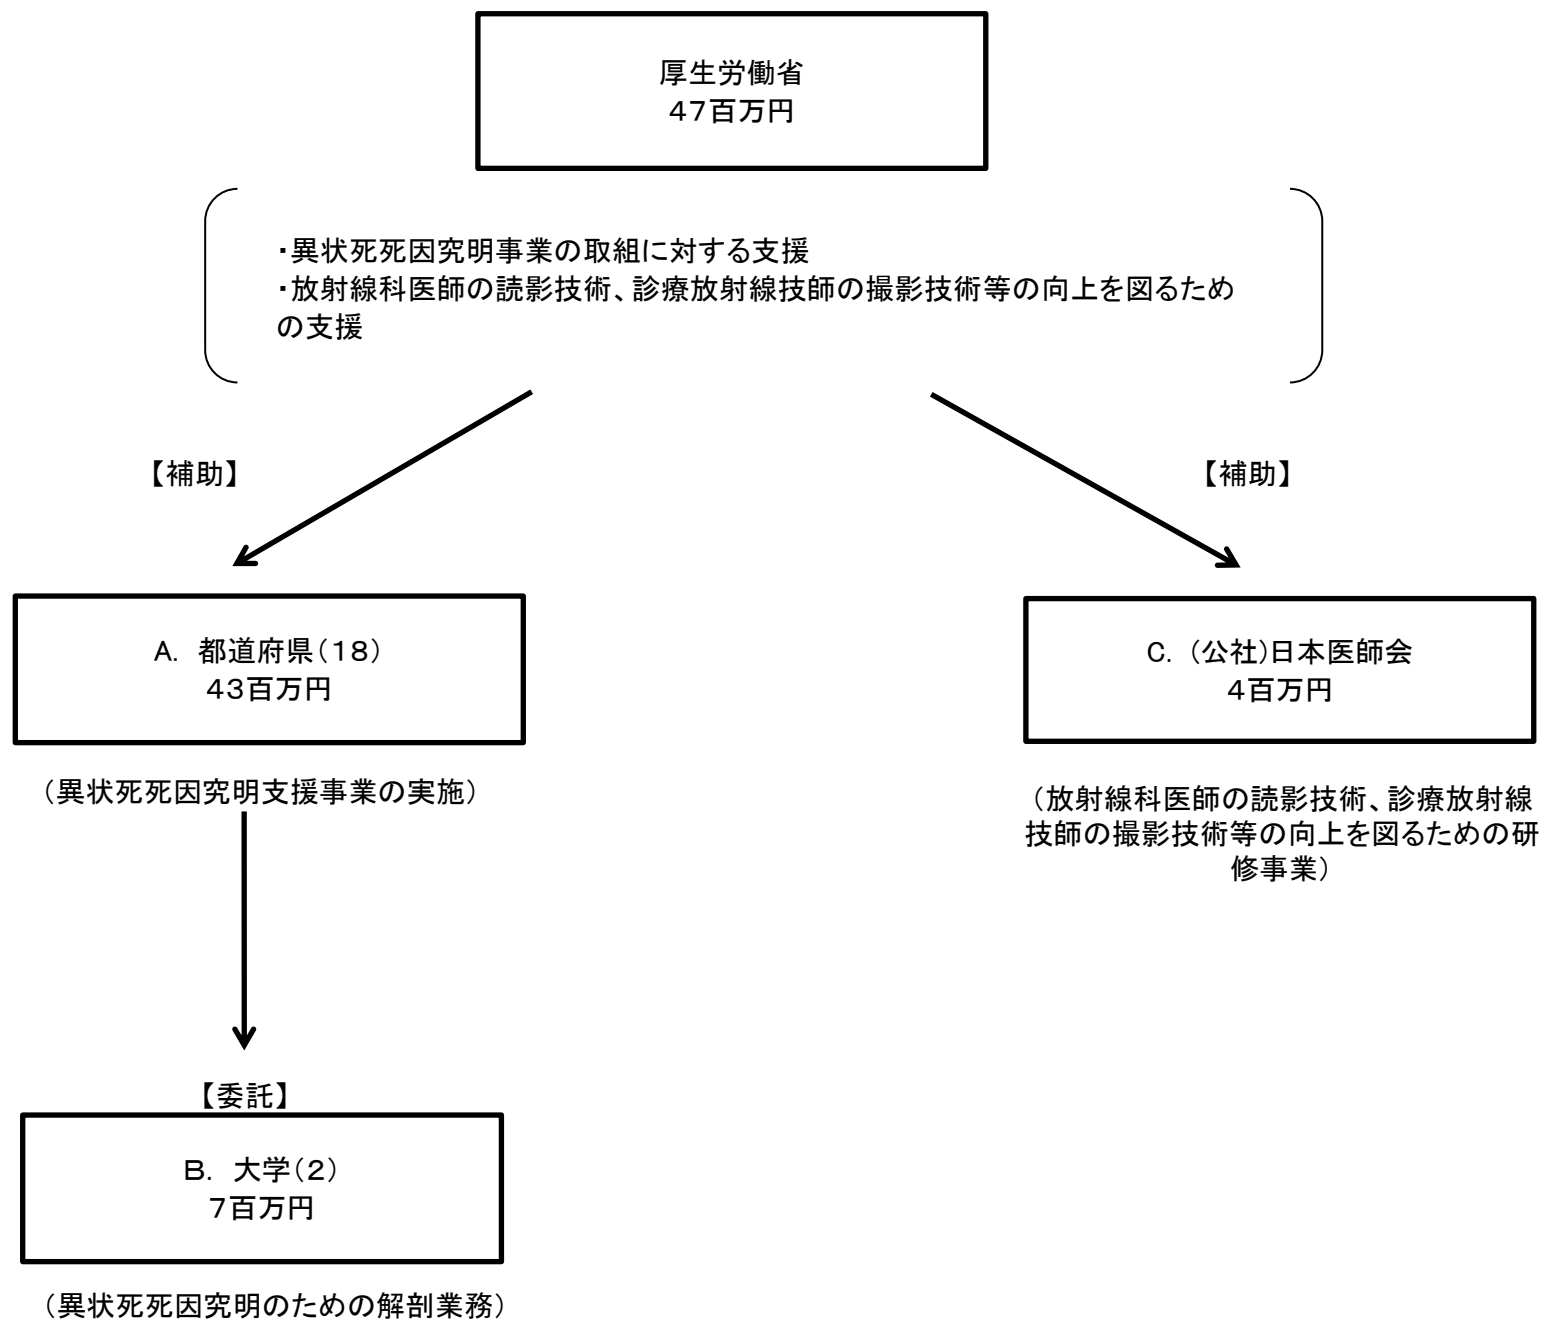 厚生労働省
47百万円
・異状死死因究明事業の取組に対する支援
・放射線科医師の読影技術、診療放射線技師の撮影技術等の向上を図るため
の支援
【補助】
【補助】
A. 都道府県（18）
43百万円
C. (公社)日本医師会
4百万円
（異状死死因究明支援事業の実施）
（放射線科医師の読影技術、診療放射線
技師の撮影技術等の向上を図るための研
修事業）
【委託】
B. 大学（2）
7百万円
（異状死死因究明のための解剖業務）